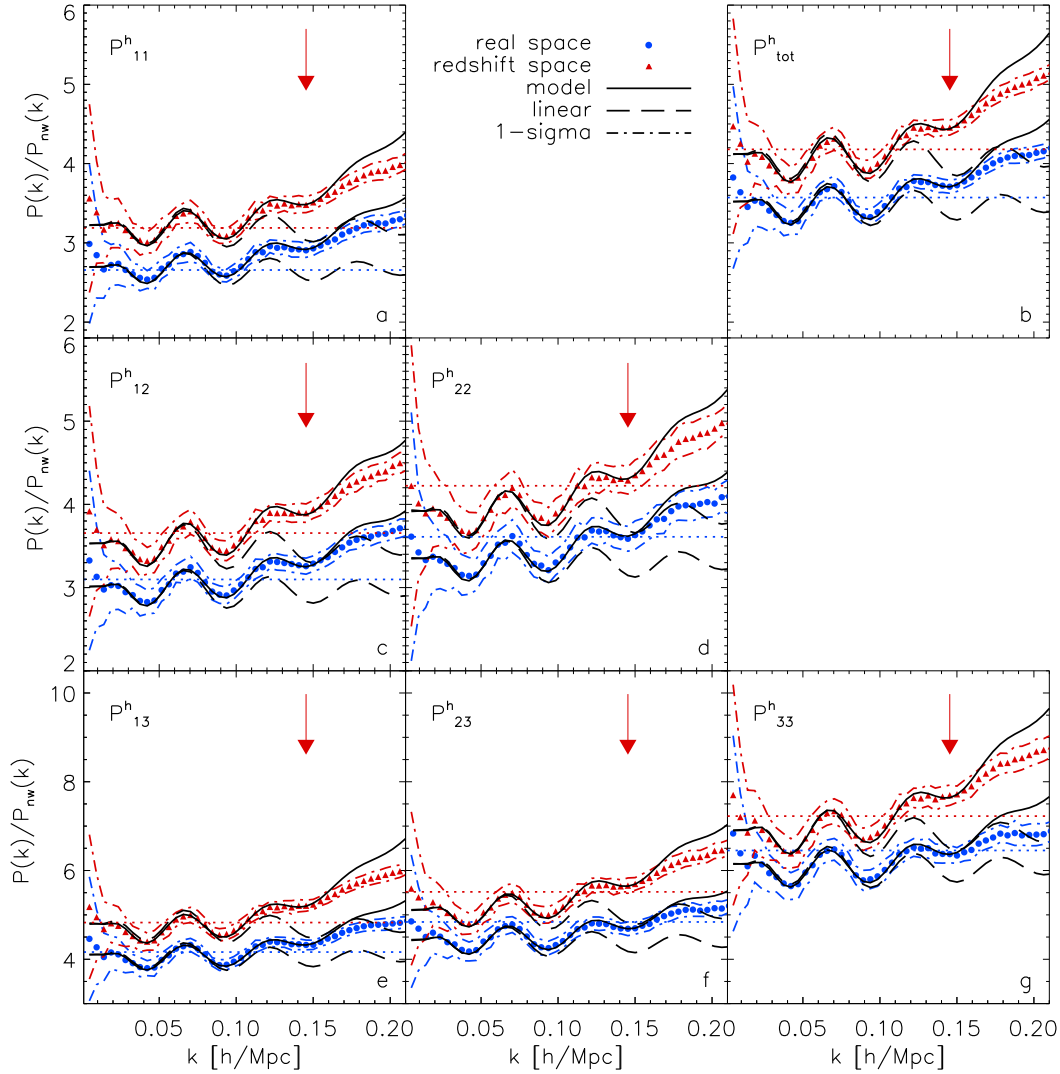 P^h_11
real space
redshift space
model
linear
1-sigma
P^h_tot
6
5
4
3
2
P(k)/P_nw(k)
a
b
P^h_12
P^h_22
6
5
4
3
2
P(k)/P_nw(k)
c
d
P^h_13
P^h_23
P^h_33
10
8
6
4
P(k)/P_nw(k)
e
f
g
0.05 0.10 0.15 0.20
0.05 0.10 0.15 0.20
0.05 0.10 0.15 0.20
k [h/Mpc]
k [h/Mpc]
k [h/Mpc]